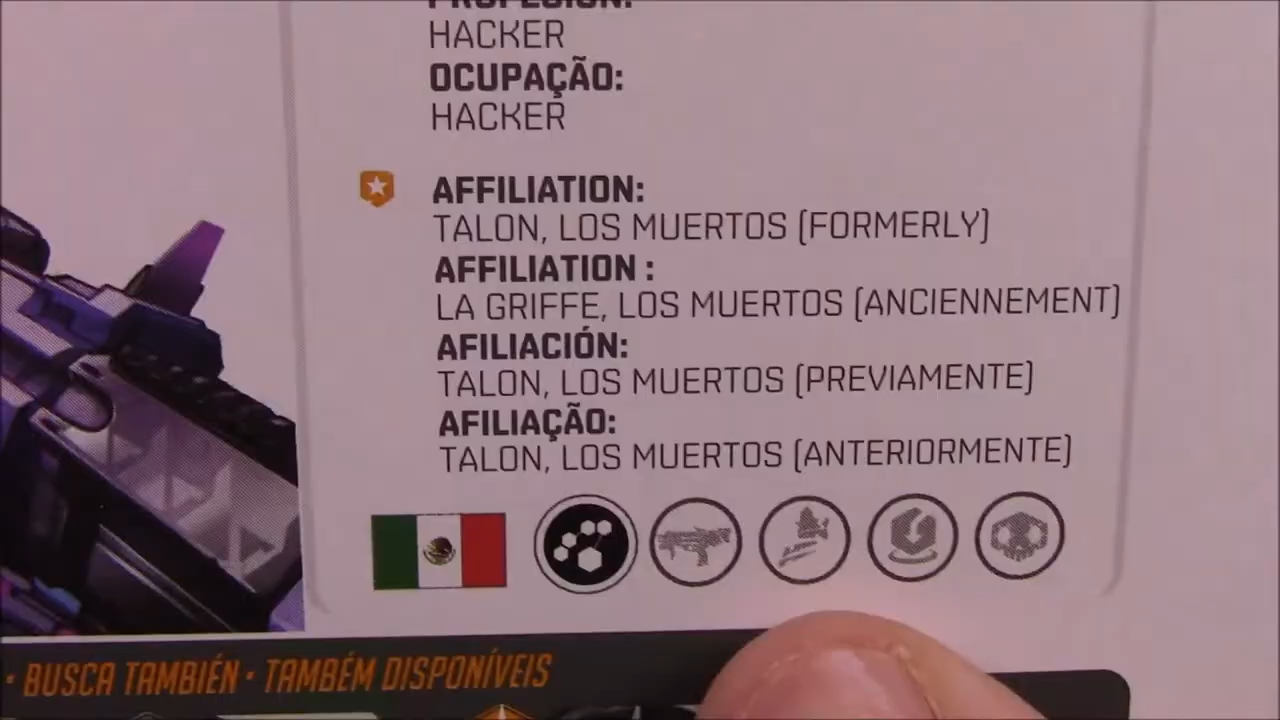 PROFESIÓN:
HACKER
OCUPAÇÃO:
HACKER
AFFILIATION:
TALON, LOS MUERTOS (FORMERLY)
AFFILIATION :
LA GRIFFE, LOS MUERTOS (ANCIENNEMENT)
AFILIACIÓN:
TALON, LOS MUERTOS (PREVIAMENTE)
AFILIAÇÃO:
TALON, LOS MUERTOS (ANTERIORMENTE)
• BUSCA TAMBIÉN • TAMBÉM DISPONÍVEIS